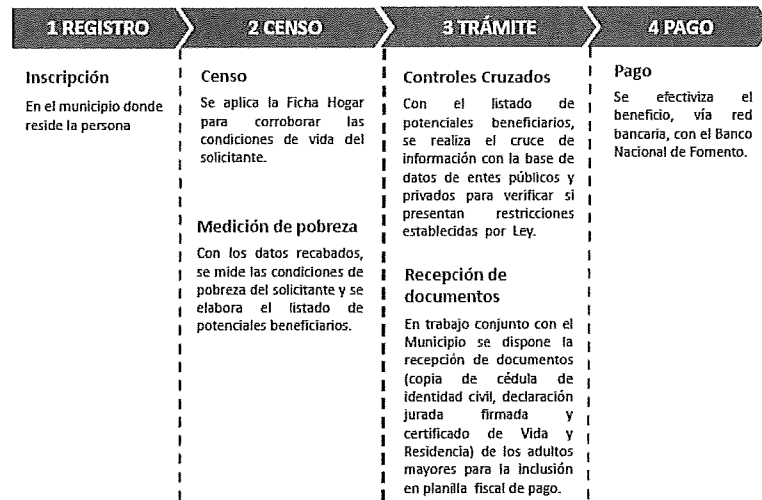 1 REGISTRO
2 CENSO
3 TRÁMITE
4 PAGO
Inscripción
En el municipio donde
reside la persona
Censo
Se aplica la Ficha Hogar
para corroborar las
condiciones de vida del
solicitante.
Medición de pobreza
Con los datos recabados,
se mide las condiciones de
pobreza del solicitante y se
elabora el listado de
potenciales beneficiarios.
Controles Cruzados
Con el listado de
potenciales beneficiarios,
se realiza el cruce de
información con la base de
datos de entes públicos y
privados para verificar si
presentan restricciones
establecidas por Ley.
Recepción de
documentos
En trabajo conjunto con el
Municipio se dispone la
recepción de documentos
(copia de cédula de
identidad civil, declaración
jurada firmada y
certificado de Vida y
Residencia) de los adultos
mayores para la inclusión
en planilla fiscal de pago.
Pago
Se efectiviza el
beneficio, vía red
bancaria, con el Banco
Nacional de Fomento.